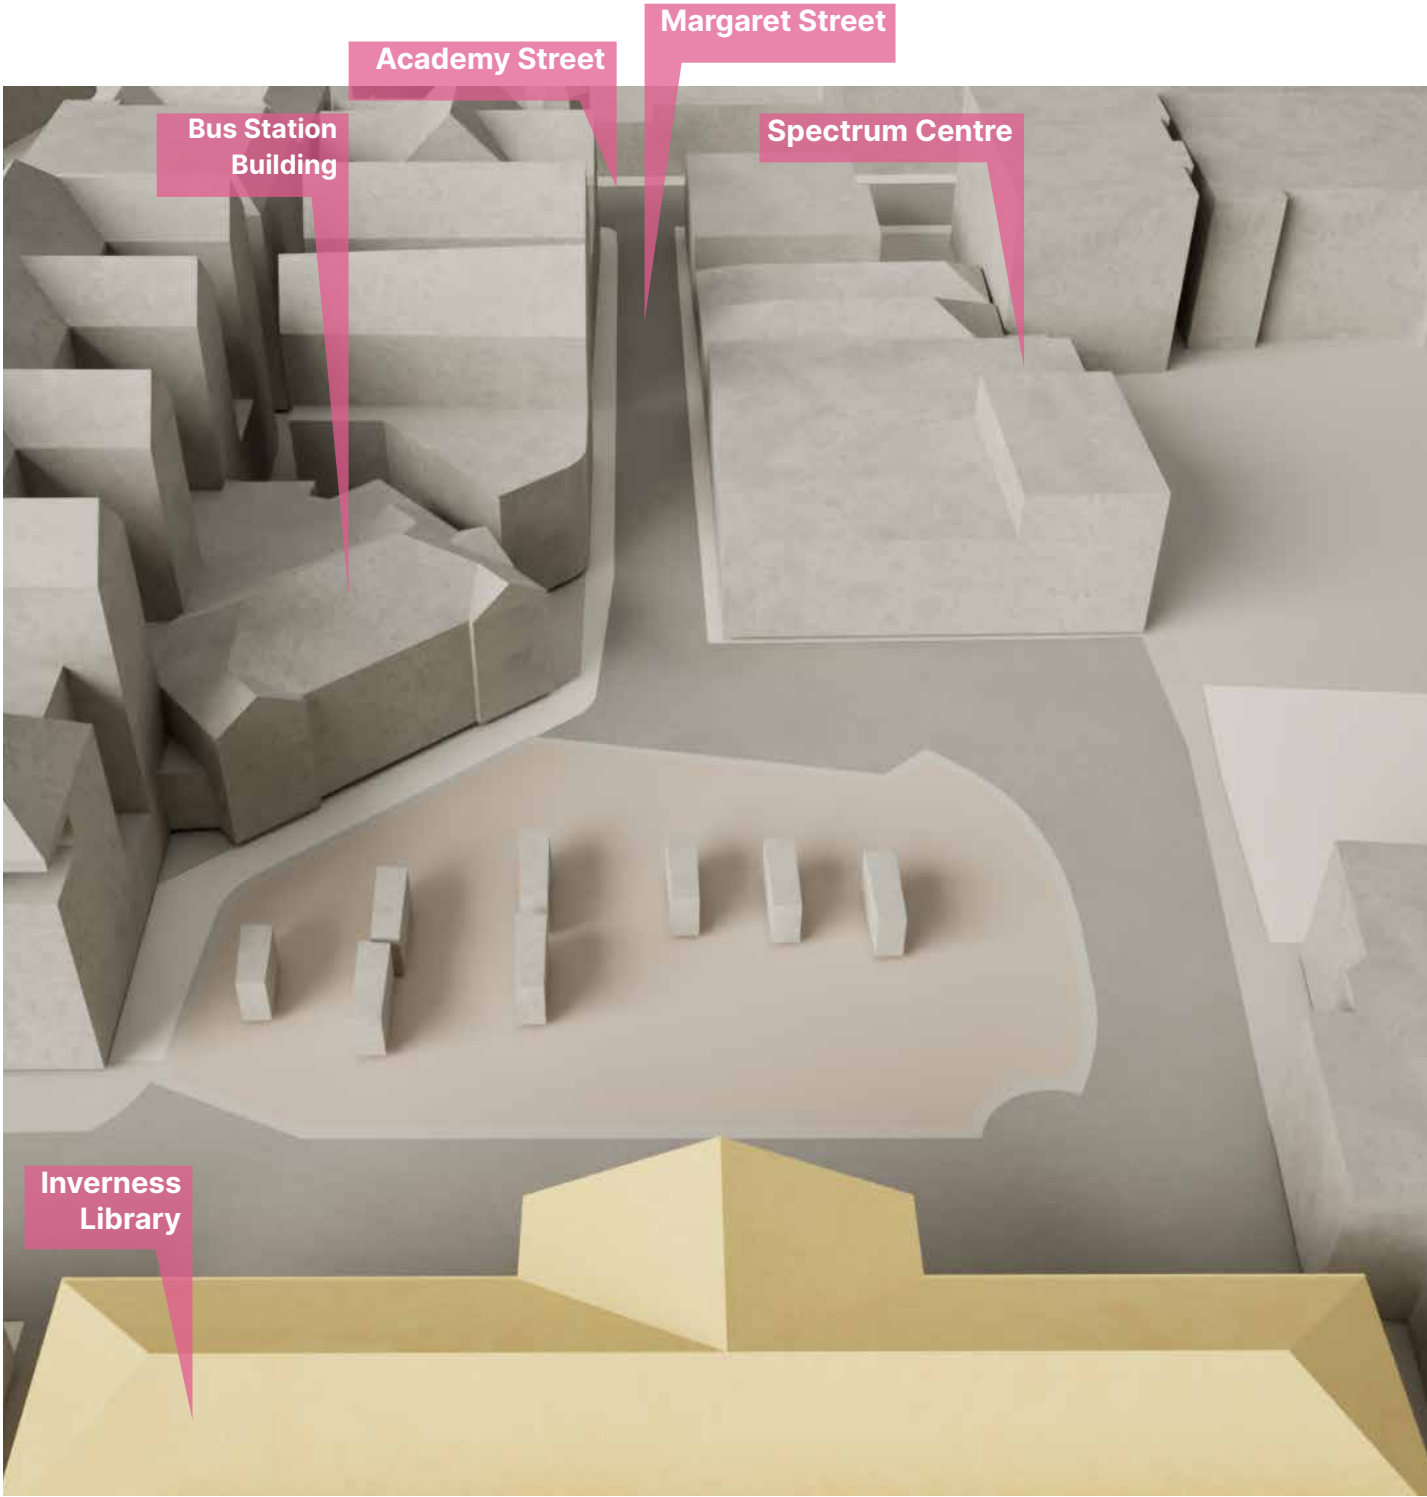 Margaret Street
Academy Street
Bus Station
Building
Spectrum Centre
Inverness
Library